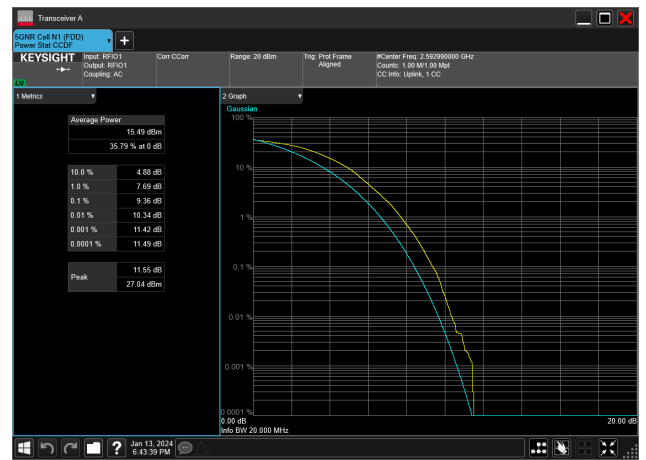 Transceiver A
5GNR Cell N1 (FDD)
Power Stat CCDF
KEYSIGHT
Input: RFIO1
Output: RFIO1
Coupling: AC
Corr CCorr
Range: 20 dBm
Trig: Prot Frame
Aligned
#Center Freq: 2.592990000 GHz
Counts: 1.00 M/1.00 Mpt
CC Info: Uplink, 1 CC
1 Metrics
Average Power
15.49 dBm
35.79 % at 0 dB
10.0 % 4.88 dB
1.0 % 7.69 dB
0.1 % 9.36 dB
0.01 % 10.34 dB
0.001 % 11.42 dB
0.0001 % 11.49 dB
Peak
11.55 dB
27.04 dBm
2 Graph
Gaussian
100 %
10 %
1 %
0.1 %
0.01 %
0.001 %
0.0001 %
0.00 dB
20.00 dB
Info BW 20.000 MHz
Jan 13, 2024
6:43:39 PM